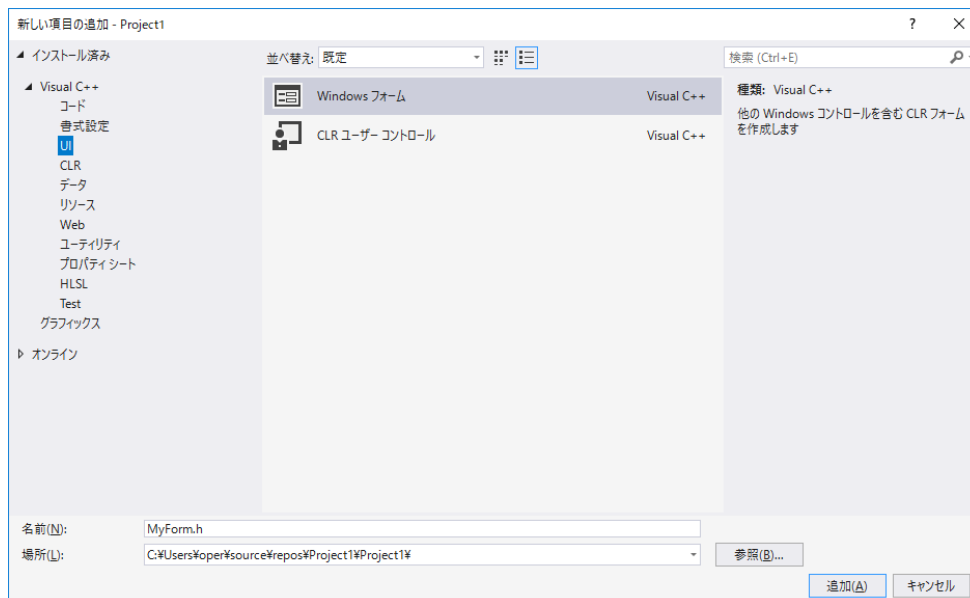 新しい項目の追加 - Project1
?
インストール済み
並べ替え: 既定
検索 (Ctrl+E)
Visual C++
コード
書式設定
UI
CLR
データ
リソース
Web
ユーティリティ
プロパティ シート
HLSL
Test
グラフィックス
オンライン
Windows フォーム Visual C++
CLR ユーザー コントロール Visual C++
種類: Visual C++
他の Windows コントロールを含む CLR フォーム
を作成します
名前(N): MyForm.h
場所(L): C:¥Users¥oper¥source¥repos¥Project1¥Project1¥
参照(B)...
追加(A) キャンセル